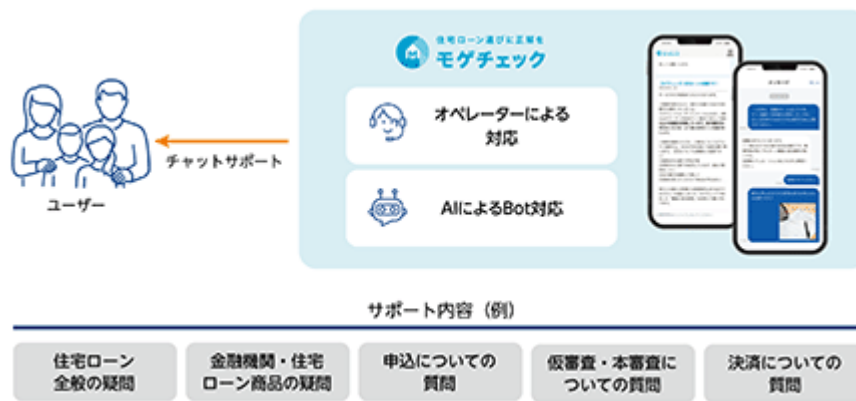 住宅ローン選びに正解を
モゲチェック
オペレーターによる
対応
チャットサポート
ユーザー
AIによるBot対応
サポート内容（例）
住宅ローン
全般の疑問
金融機関・住宅
ローン商品の疑問
申込についての
質問
仮審査・本審査に
ついての質問
決済についての
質問